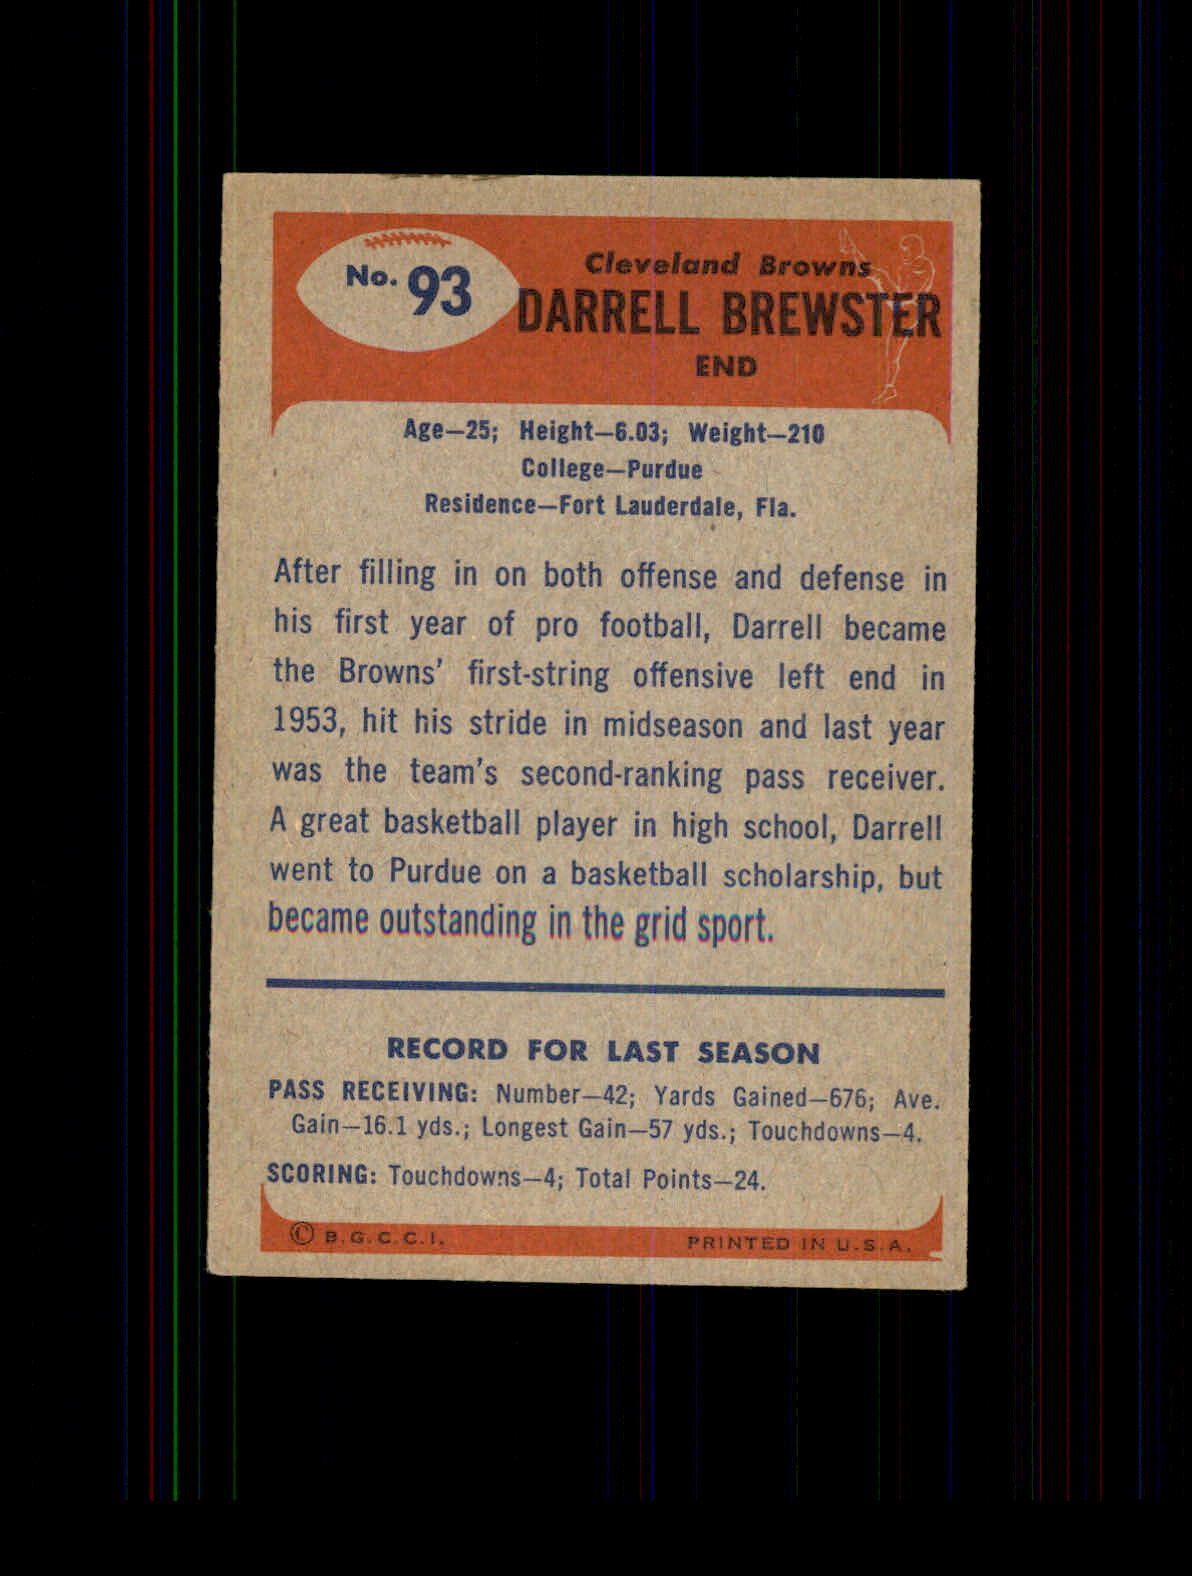 No. 93
Cleveland Browns
DARRELL BREWSTER
END
Age—25; Height—6.03; Weight—210
College—Purdue
Residence—Fort Lauderdale, Fla.
After filling in on both offense and defense in
his first year of pro football, Darrell became
the Browns’ first-string offensive left end in
1953, hit his stride in midseason and last year
was the team’s second-ranking pass receiver.
A great basketball player in high school, Darrell
went to Purdue on a basketball scholarship, but
became outstanding in the grid sport.
RECORD FOR LAST SEASON
PASS RECEIVING: Number—42; Yards Gained—676; Ave.
Gain—16.1 yds.; Longest Gain—57 yds.; Touchdowns—4.
SCORING: Touchdowns—4; Total Points—24.
© B.G.C.C.I. PRINTED IN U.S.A.